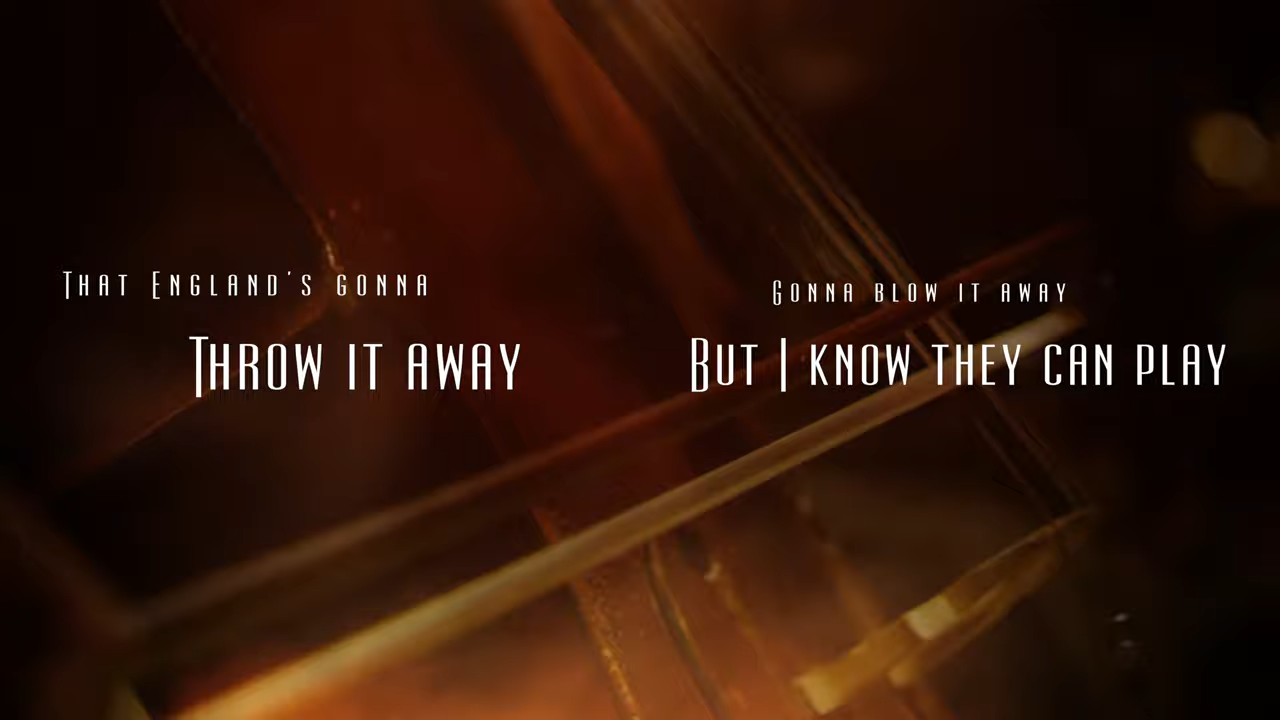 That England's gonna
Throw it away
Gonna blow it away
But I know they can play